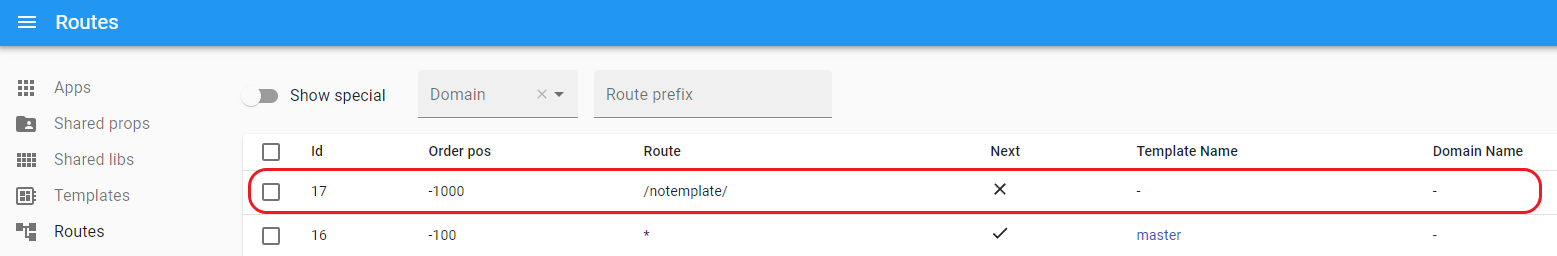 Routes
Apps
Shared props
Shared libs
Templates
Routes
Show special
Domain
Route prefix
Id Order pos Route Next Template Name Domain Name
17 -1000 /notemplate/ - -
16 -100 * master -